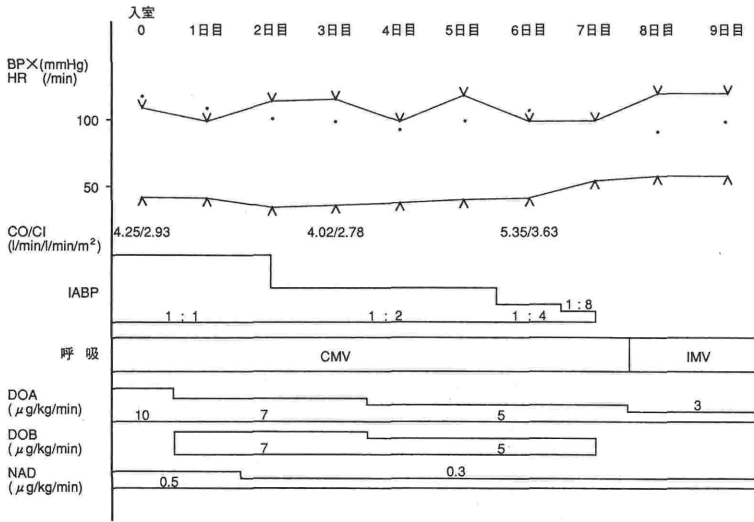 入室
0 1日目 2日目 3日目 4日目 5日目 6日目 7日目 8日目 9日目
BP×(mmHg)
HR (/min)
100
50
CO/CI
(l/min/l/min/m²)
4.25/2.93 4.02/2.78 5.35/3.63
IABP
1 : 1 1 : 2 1 : 4 1 : 8
呼 吸 CMV IMV
DOA
(μg/kg/min)
10 7 5 3
DOB
(μg/kg/min)
7 5
NAD
(μg/kg/min)
0.5 0.3